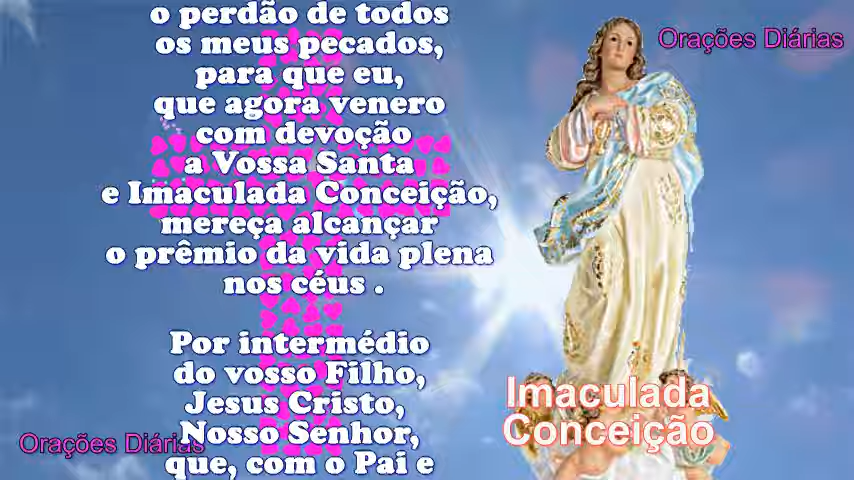 o perdão de todos
os meus pecados,
para que eu,
que agora venero
com devoção
a Vossa Santa
e Imaculada Conceição,
mereça alcançar
o prêmio da vida plena
nos céus .
Por intermédio
do vosso Filho,
Jesus Cristo,
Nosso Senhor,
que, com o Pai e
Orações Diárias
Imaculada
Conceição
Orações Diárias